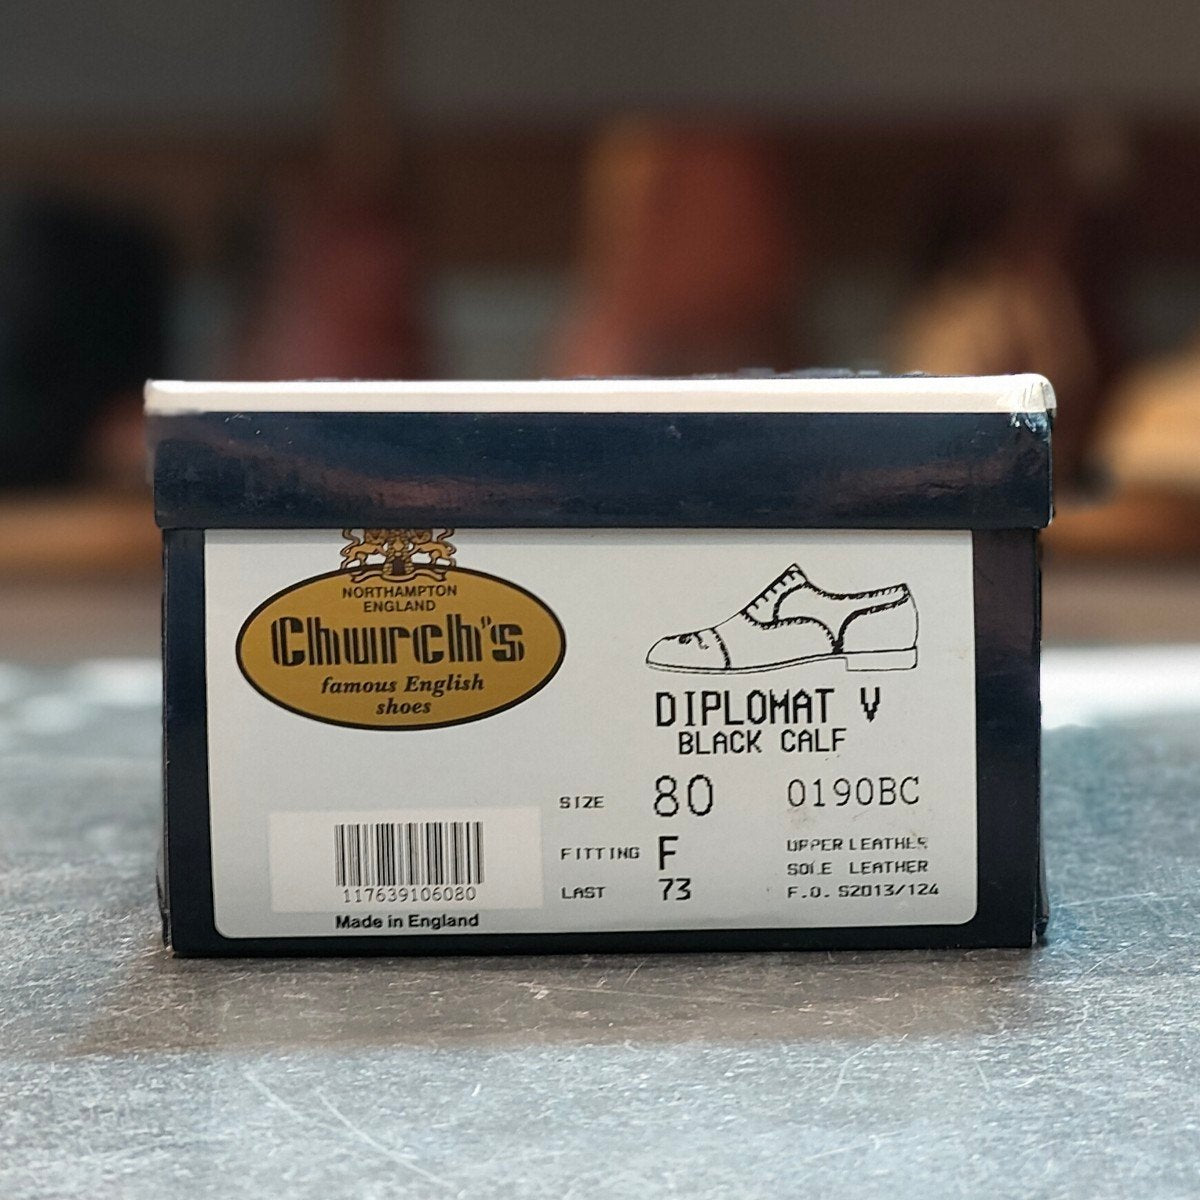 NORTHAMPTON
ENGLAND
Church's
famous English
shoes
DIPLOMAT V
BLACK CALF
SIZE 80 0190BC
FITTING F UPPER LEATHER
SOLE LEATHER
LAST 73 F.O. S2013/124
117639106080
Made in England